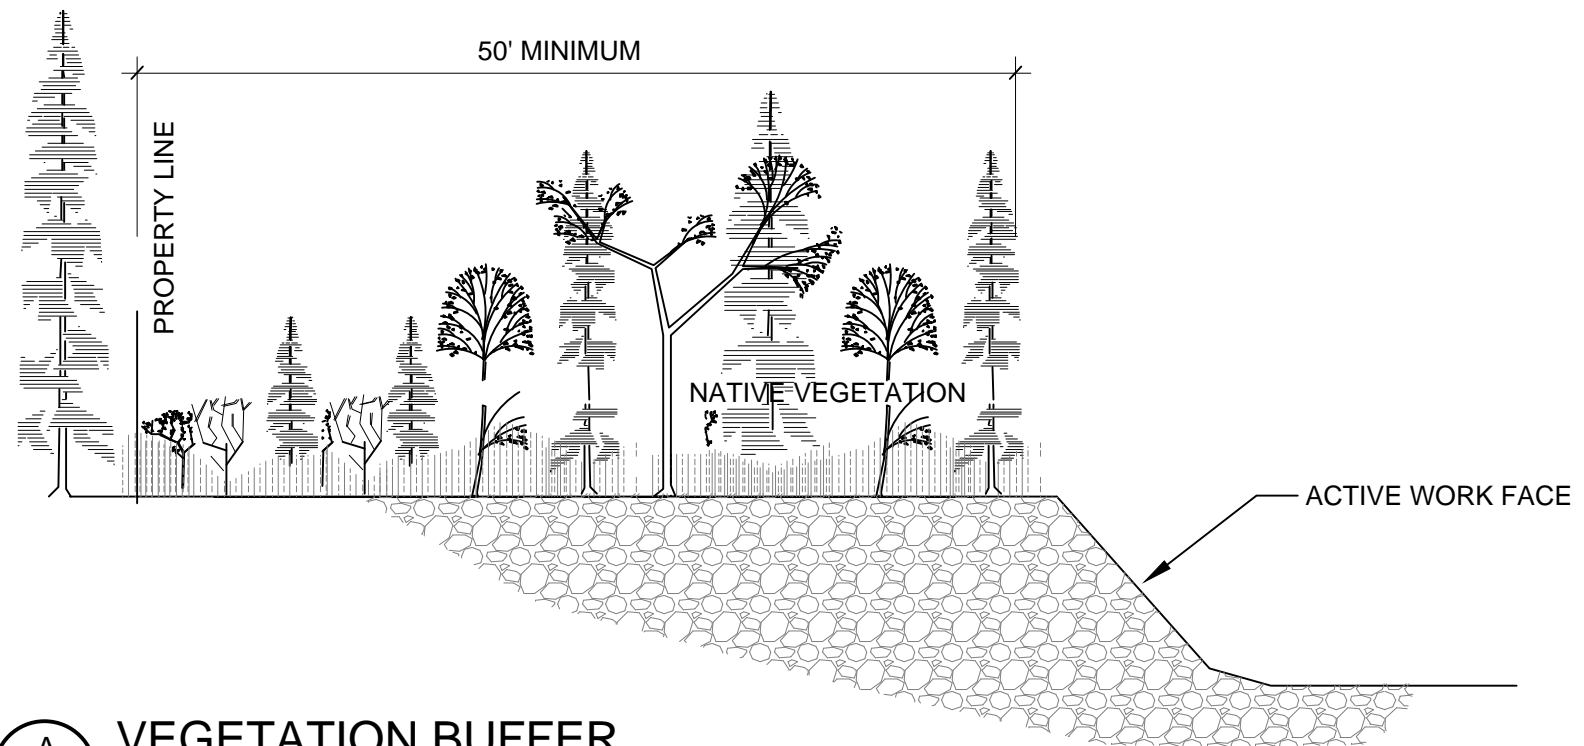 50' MINIMUM
PROPERTY LINE
NATIVE VEGETATION
ACTIVE WORK FACE
A
VEGETATION BUFFER